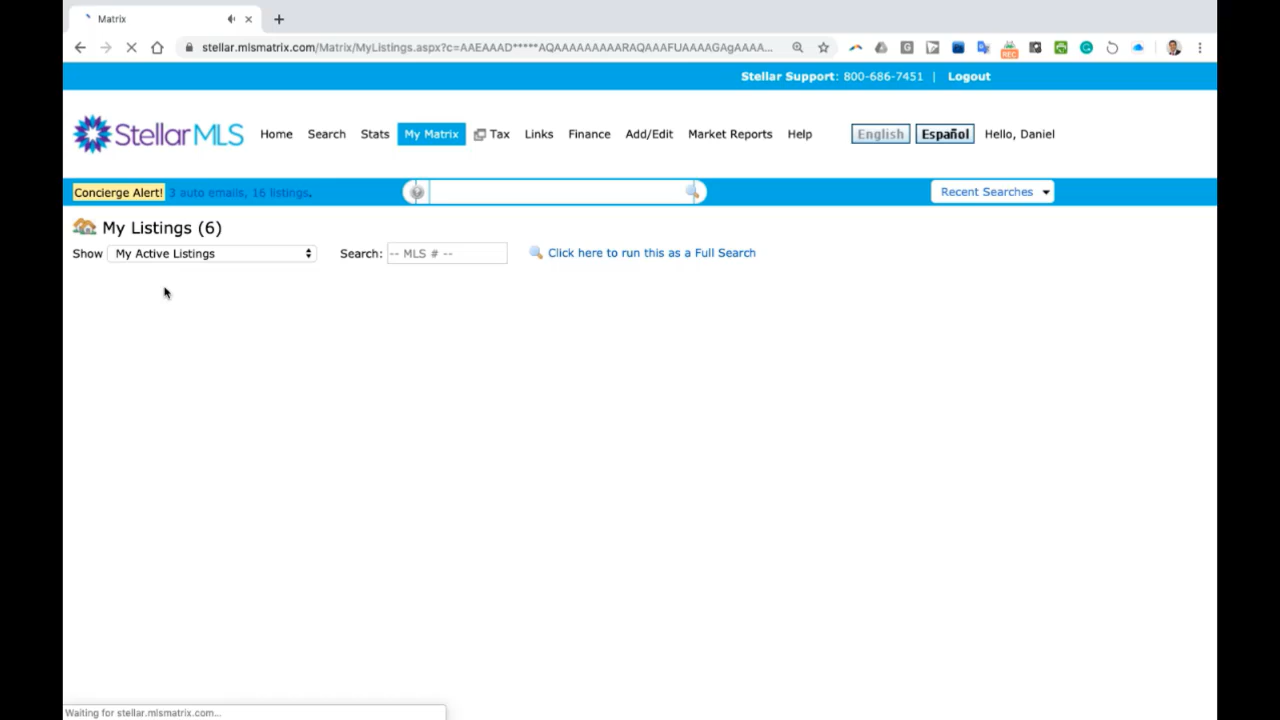 Matrix
stellar.mlsmatrix.com/Matrix/MyListings.aspx?c=AAEAAAD*****AQAAAAAAAAARAQAAAFUAAAAGAgAAAA...
REC
Stellar Support: 800-686-7451 | Logout
StellarMLS
Home Search Stats My Matrix Tax Links Finance Add/Edit Market Reports Help English Español Hello, Daniel
Concierge Alert! 3 auto emails, 16 listings. Recent Searches
My Listings (6)
Show My Active Listings Search: -- MLS # -- Click here to run this as a Full Search
Waiting for stellar.mlsmatrix.com...